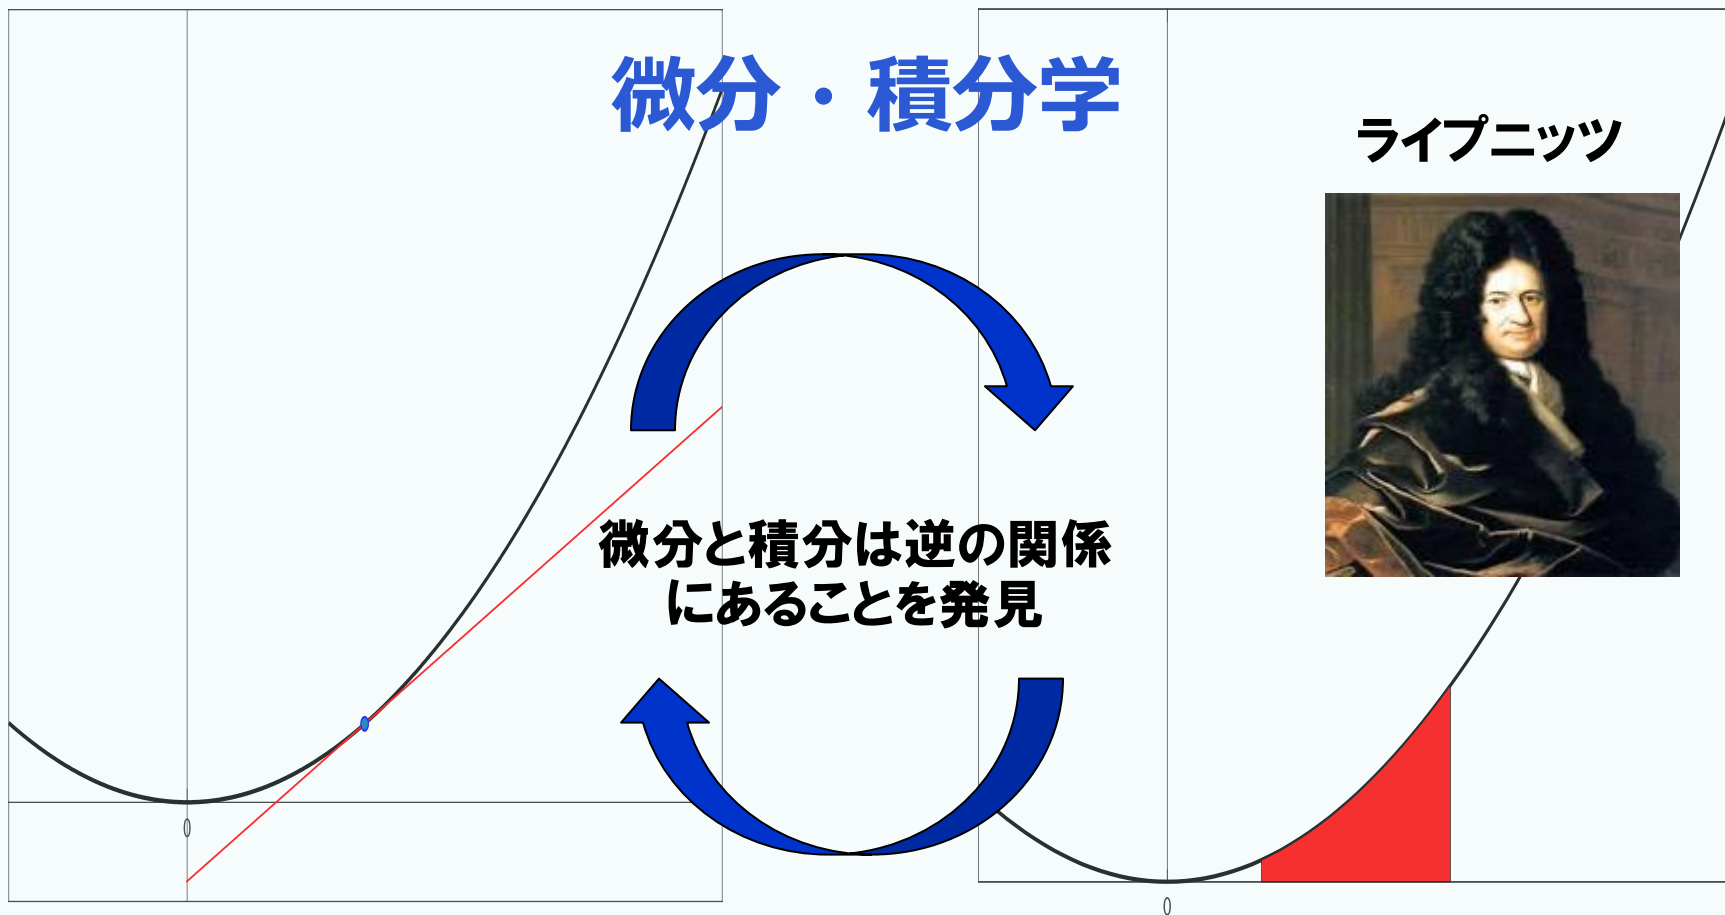 微分・積分学
ライプニッツ
微分と積分は逆の関係
にあることを発見
0
0